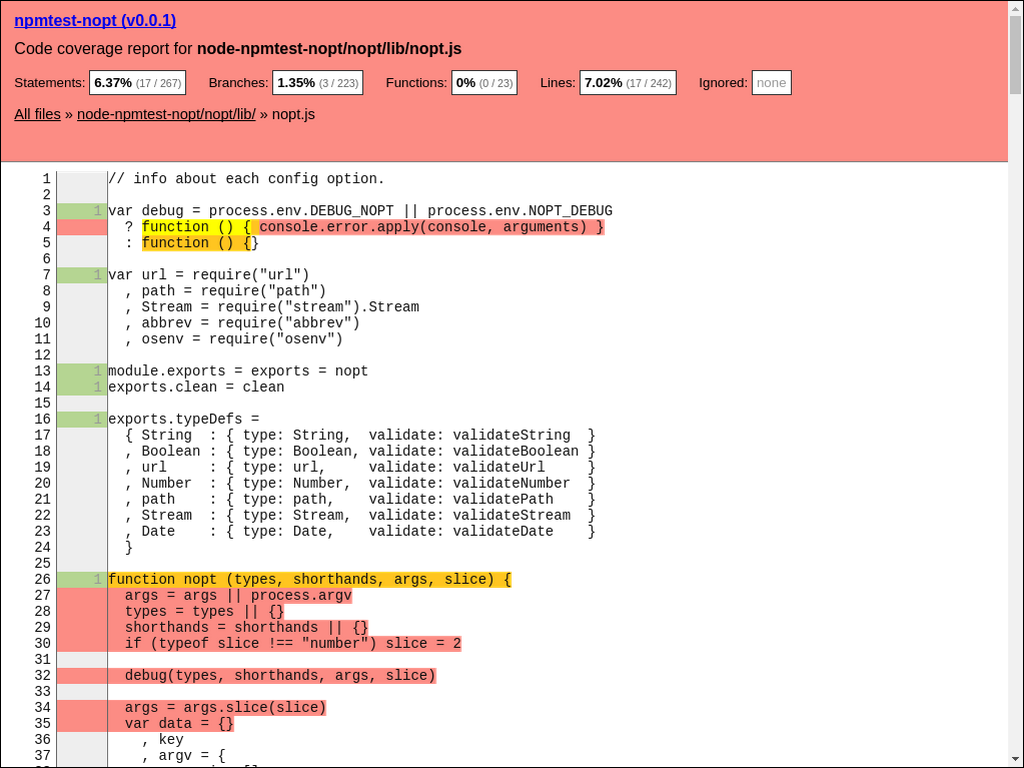 npmtest-nopt (v0.0.1)
Code coverage report for node-npmtest-nopt/nopt/lib/nopt.js
Statements: 6.37% (17 / 267) Branches: 1.35% (3 / 223) Functions: 0% (0 / 23) Lines: 7.02% (17 / 242) Ignored: none
All files » node-npmtest-nopt/nopt/lib/ » nopt.js
1 // info about each config option.
2
3 1 var debug = process.env.DEBUG_NOPT || process.env.NOPT_DEBUG
4 ? function () { console.error.apply(console, arguments) }
5 : function () {}
6
7 1 var url = require("url")
8 , path = require("path")
9 , Stream = require("stream").Stream
10 , abbrev = require("abbrev")
11 , osenv = require("osenv")
12
13 1 module.exports = exports = nopt
14 1 exports.clean = clean
15
16 1 exports.typeDefs =
17 { String  : { type: String,  validate: validateString  }
18 , Boolean : { type: Boolean, validate: validateBoolean }
19 , url     : { type: url,     validate: validateUrl     }
20 , Number  : { type: Number,  validate: validateNumber  }
21 , path    : { type: path,    validate: validatePath    }
22 , Stream  : { type: Stream,  validate: validateStream  }
23 , Date    : { type: Date,    validate: validateDate    }
24 }
25
26 1 function nopt (types, shorthands, args, slice) {
27 args = args || process.argv
28 types = types || {}
29 shorthands = shorthands || {}
30 if (typeof slice !== "number") slice = 2
31
32 debug(types, shorthands, args, slice)
33
34 args = args.slice(slice)
35 var data = {}
36 , key
37 , argv = {